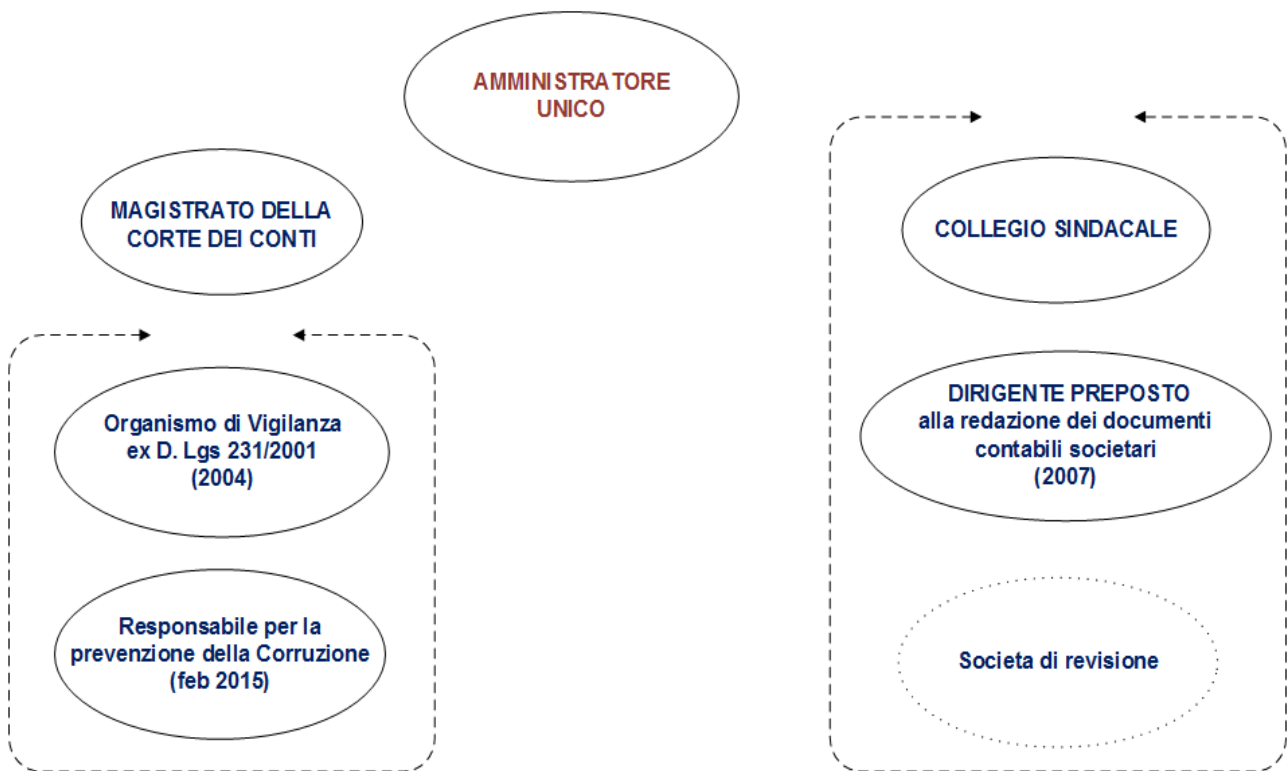 AMMINISTRATORE
UNICO
MAGISTRATO DELLA
CORTE DEI CONTI
COLLEGIO SINDACALE
Organismo di Vigilanza
ex D. Lgs 231/2001
(2004)
DIRIGENTE PREPOSTO
alla redazione dei documenti
contabili societari
(2007)
Responsabile per la
prevenzione della Corruzione
(feb 2015)
Societa di revisione